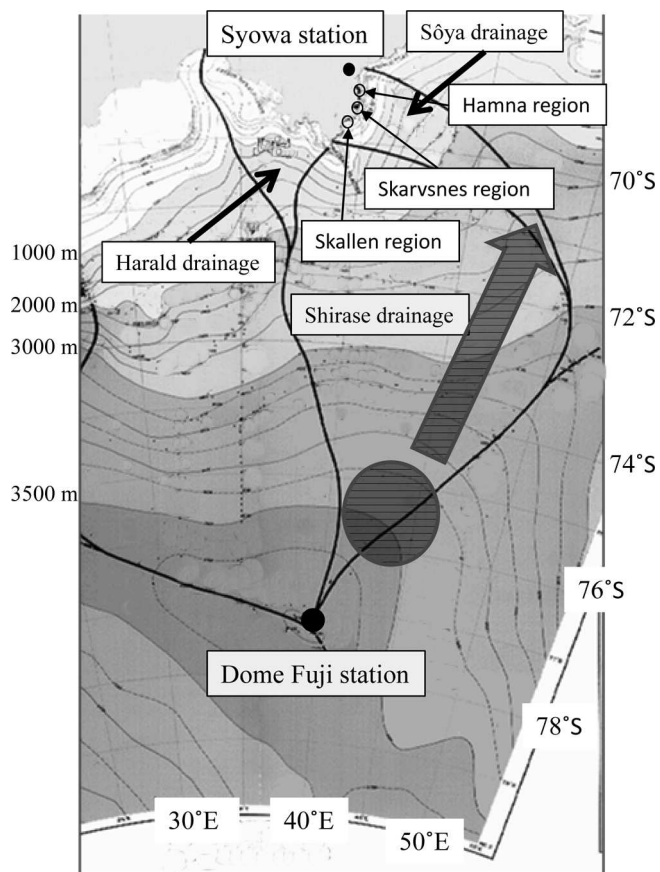 Syowa station
Sôya drainage
Hamna region
Skarvsnes region
Skallen region
Harald drainage
Shirase drainage
Dome Fuji station
1000 m
2000 m
3000 m
3500 m
70˚S
72˚S
74˚S
76˚S
78˚S
30˚E
40˚E
50˚E